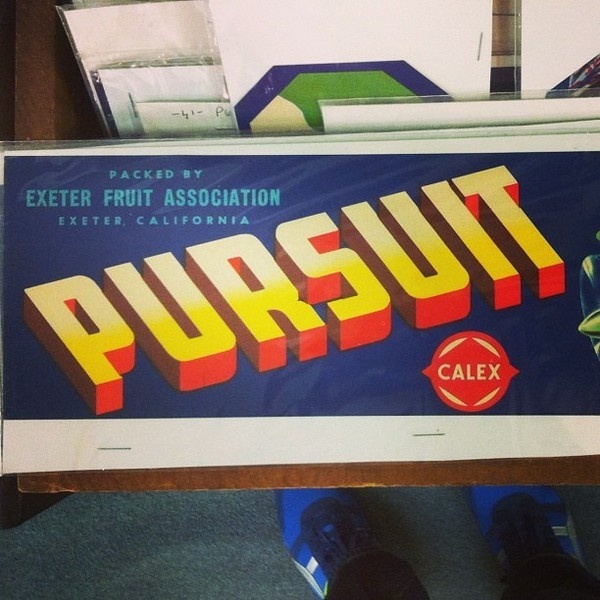 PACKED BY
EXETER FRUIT ASSOCIATION
EXETER, CALIFORNIA
PURSUIT
CALEX